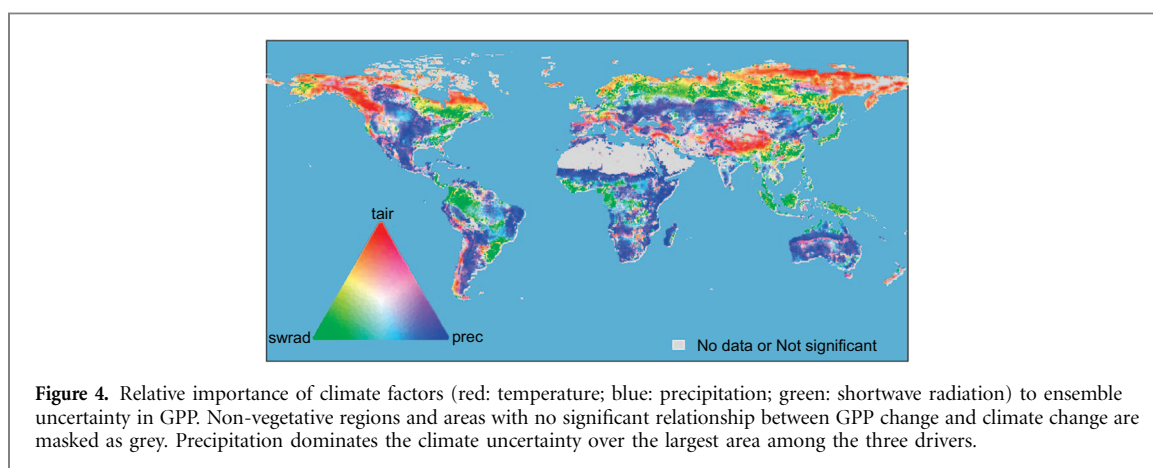 tair
swrad
prec
No data or Not significant
Figure 4. Relative importance of climate factors (red: temperature; blue: precipitation; green: shortwave radiation) to ensemble
uncertainty in GPP. Non-vegetative regions and areas with no significant relationship between GPP change and climate change are
masked as grey. Precipitation dominates the climate uncertainty over the largest area among the three drivers.